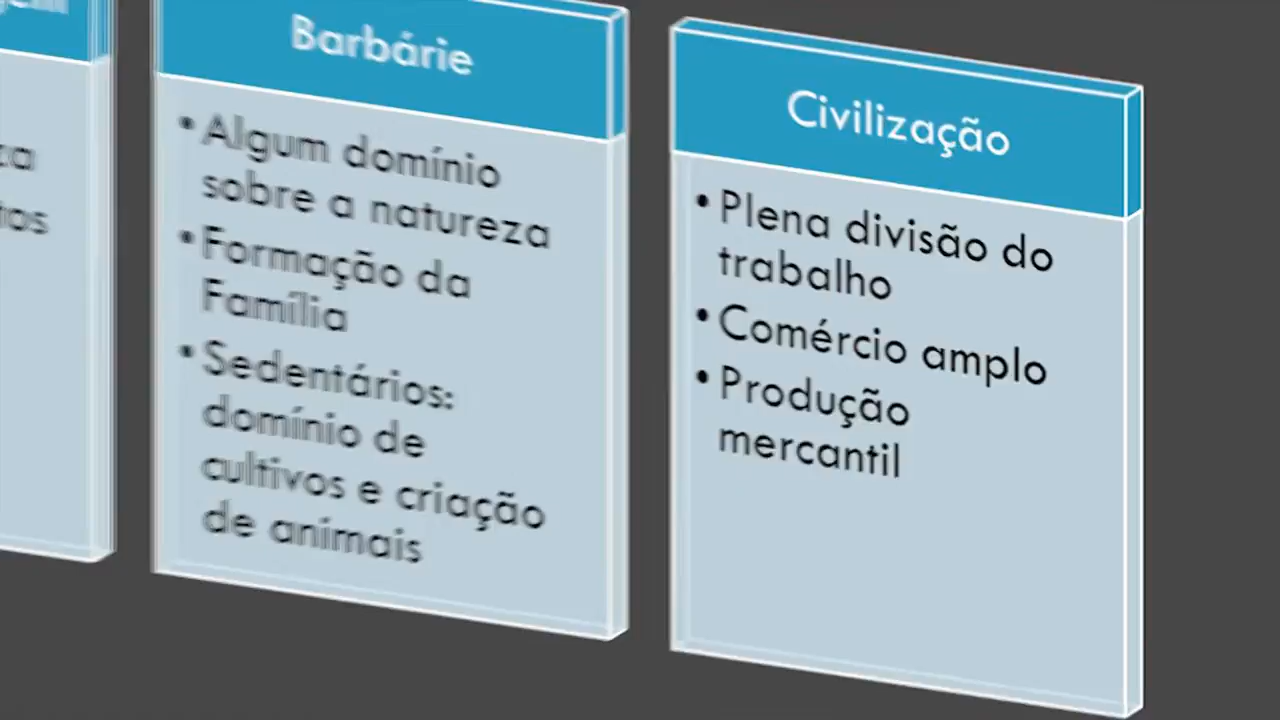 Barbárie
• Algum domínio
sobre a natureza
• Formação da
Família
• Sedentários:
domínio de
cultivos e criação
de animais
Civilização
• Plena divisão do
trabalho
• Comércio amplo
• Produção
mercantil